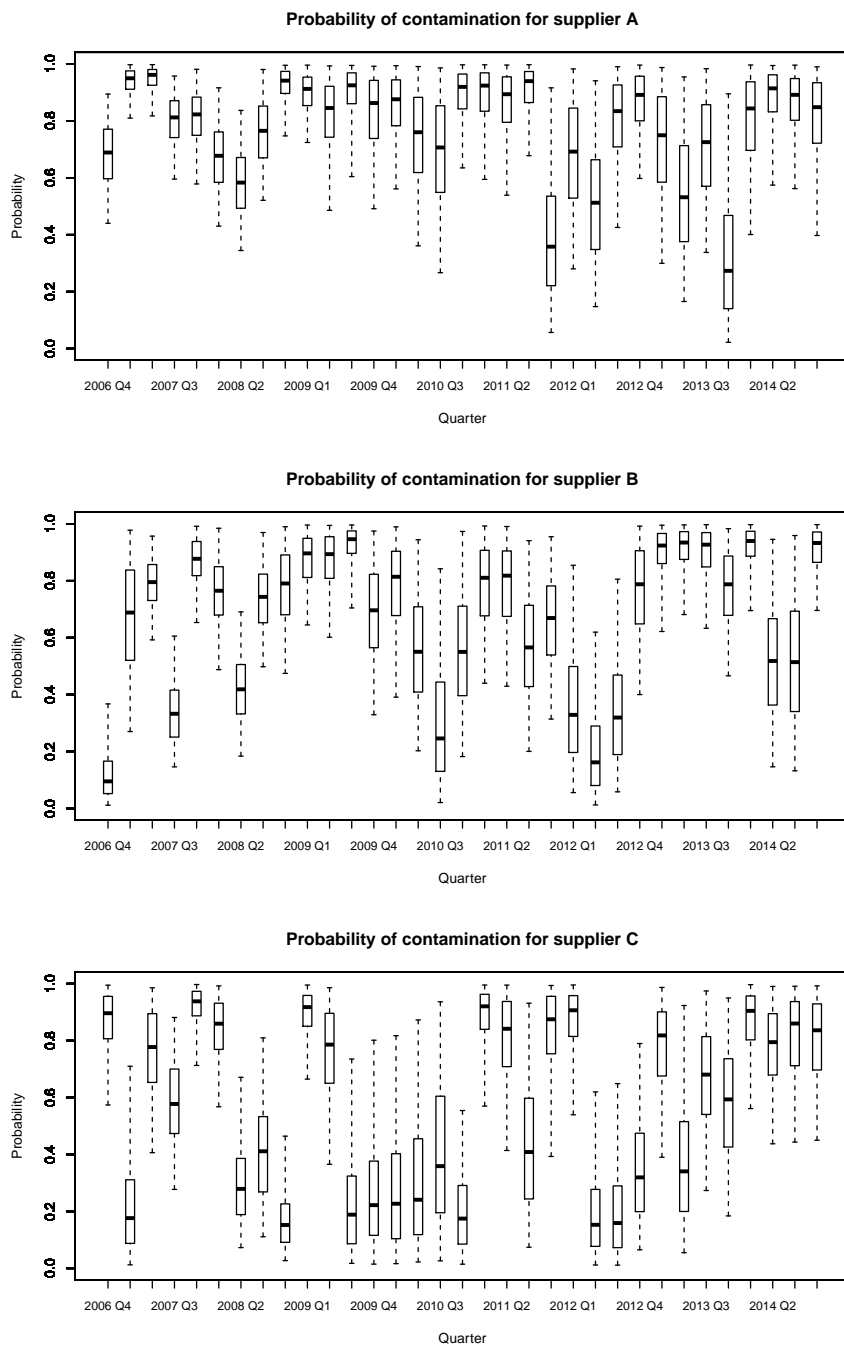 Probability of contamination for supplier A
Probability
1.0
0.8
0.6
0.4
0.2
0.0
2006 Q4 2007 Q3 2008 Q2 2009 Q1 2009 Q4 2010 Q3 2011 Q2 2012 Q1 2012 Q4 2013 Q3 2014 Q2
Quarter
Probability of contamination for supplier B
Probability
1.0
0.8
0.6
0.4
0.2
0.0
2006 Q4 2007 Q3 2008 Q2 2009 Q1 2009 Q4 2010 Q3 2011 Q2 2012 Q1 2012 Q4 2013 Q3 2014 Q2
Quarter
Probability of contamination for supplier C
Probability
1.0
0.8
0.6
0.4
0.2
0.0
2006 Q4 2007 Q3 2008 Q2 2009 Q1 2009 Q4 2010 Q3 2011 Q2 2012 Q1 2012 Q4 2013 Q3 2014 Q2
Quarter